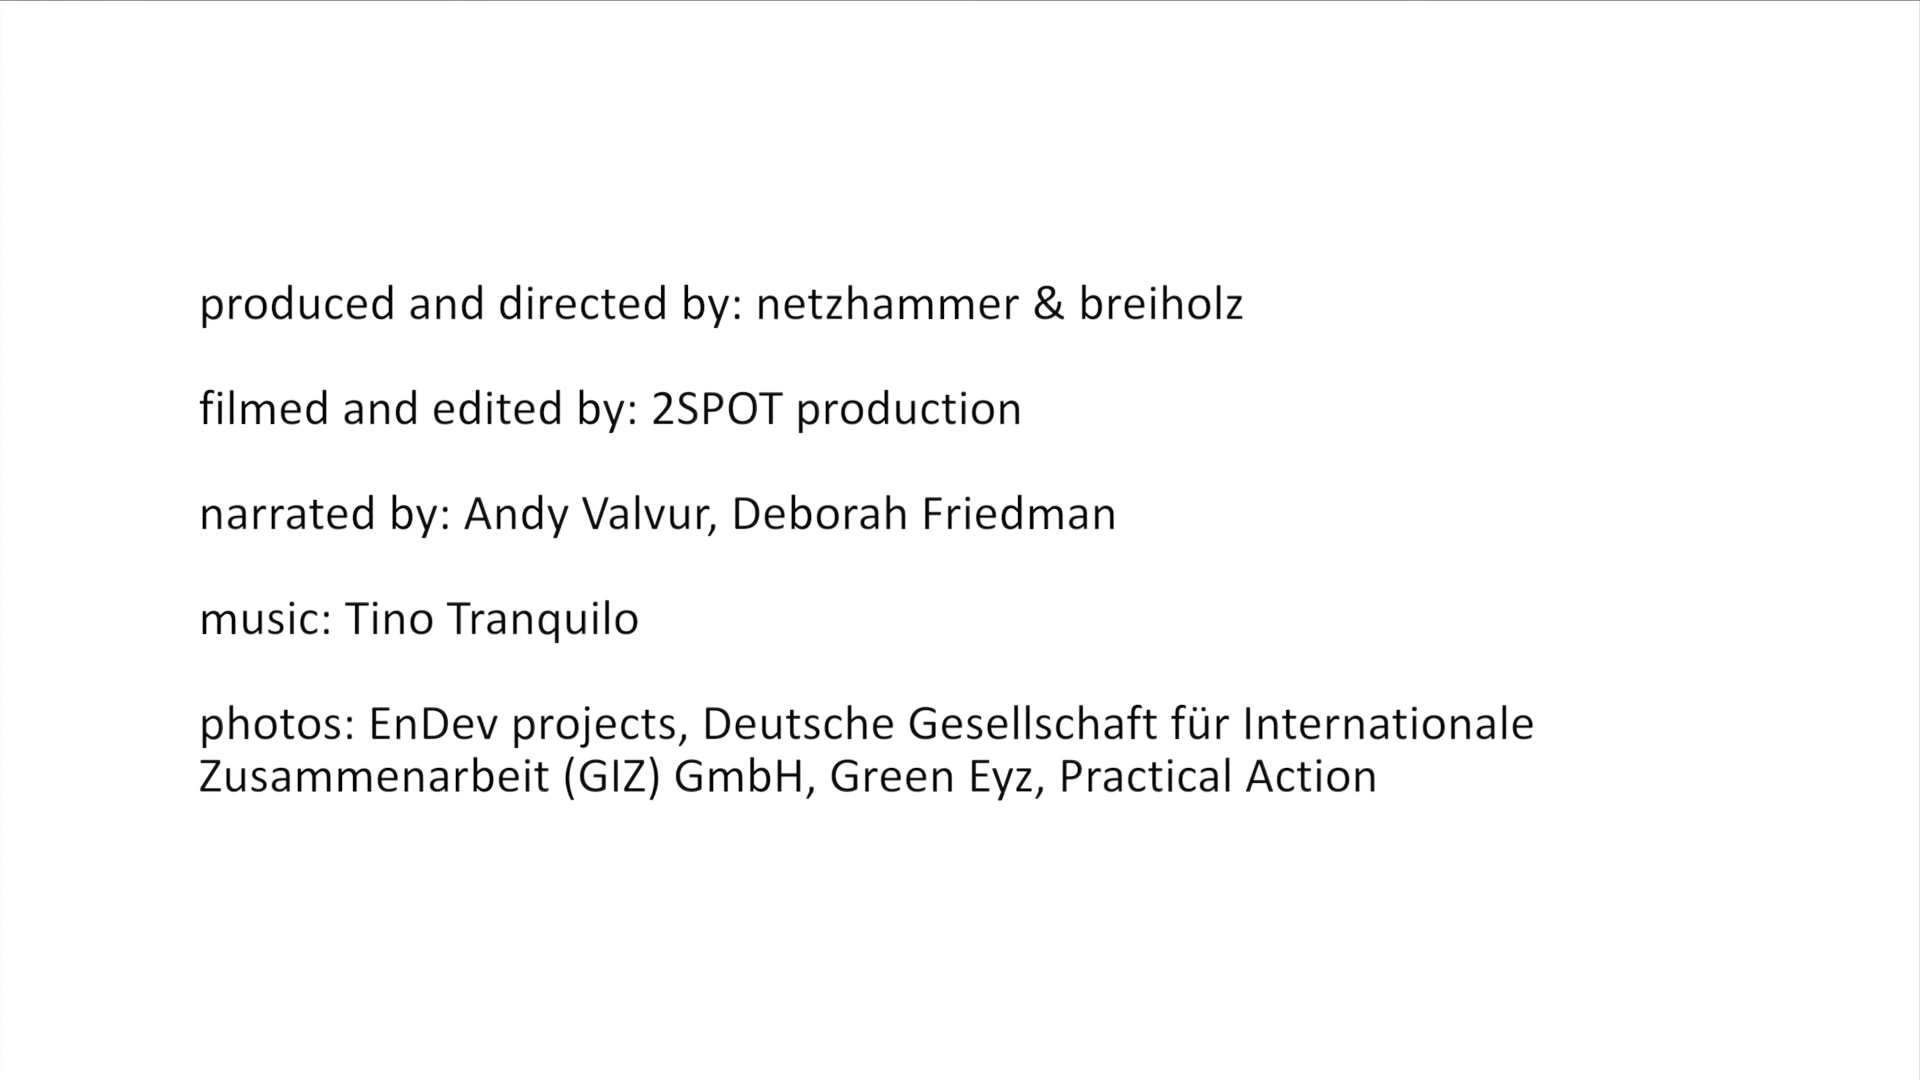 produced and directed by: netzhammer & breiholz
filmed and edited by: 2SPOT production
narrated by: Andy Valvur, Deborah Friedman
music: Tino Tranquilo
photos: EnDev projects, Deutsche Gesellschaft für Internationale
Zusammenarbeit (GIZ) GmbH, Green Eyz, Practical Action